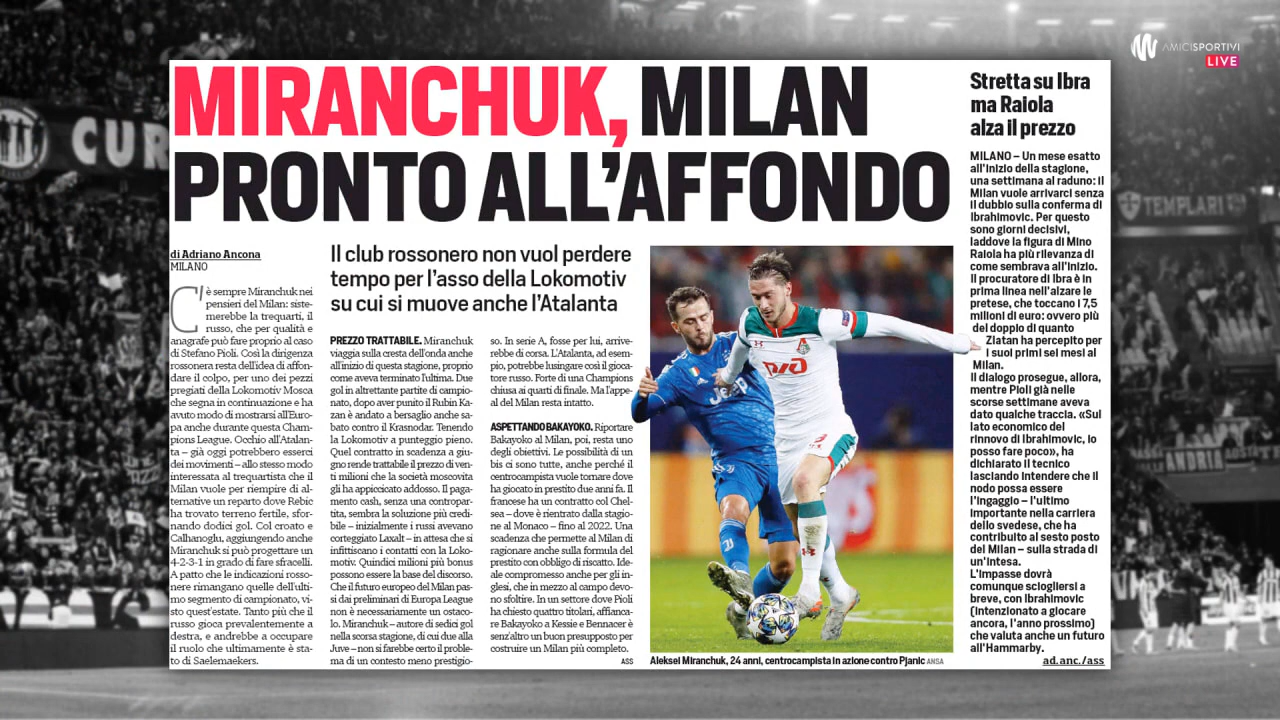 AMICISPORTIVI
LIVE
MIRANCHUK, MILAN
PRONTO ALL'AFFONDO
di Adriano Ancona
MILANO
Il club rossonero non vuol perdere
tempo per l'asso della Lokomotiv
su cui si muove anche l'Atalanta
C'è sempre Miranchuk nei
pensieri del Milan: siste-
merebbe la trequarti, il
russo, che per qualità e
anagrafe può fare proprio al caso
di Stefano Pioli. Così la dirigenza
rossonera resta dell'idea di affon-
dare il colpo, per uno dei pezzi
pregiati della Lokomotiv Mosca
che segna in continuazione e ha
avuto modo di mostrarsi all'Euro-
pa anche durante questa Cham-
pions League. Occhio all'Atalan-
ta – già oggi potrebbero esserci
dei movimenti – allo stesso modo
interessata al trequartista che il
Milan vuole per riempire di al-
ternative un reparto dove Rebic
ha trovato terreno fertile, sfor-
nando dodici gol. Col croato e
Calhanoglu, aggiungendo anche
Miranchuk si può progettare un
4-2-3-1 in grado di fare sfracelli.
A patto che le indicazioni rosso-
nere rimangano quelle dell'ulti-
mo segmento di campionato, vi-
sto quest'estate. Tanto più che il
russo gioca prevalentemente a
destra, e andrebbe a occupare
il ruolo che ultimamente è sta-
to di Saelemaekers.
PREZZO TRATTABILE. Miranchuk
viaggia sulla cresta dell'onda anche
all'inizio di questa stagione, proprio
come aveva terminato l'ultima. Due
gol in altrettante partite di campio-
nato, dopo aver punito il Rubin Ka-
zan è andato a bersaglio anche sa-
bato contro il Krasnodar. Tenendo
la Lokomotiv a punteggio pieno.
Quel contratto in scadenza a giu-
gno rende trattabile il prezzo di ven-
ti milioni che la società moscovita
gli ha appiccicato addosso. Il paga-
mento cash, senza una contropar-
tita, sembra la soluzione più credi-
bile – inizialmente i russi avevano
corteggiato Laxalt – in attesa che si
infittiscano i contatti con la Loko-
motiv. Quindici milioni più bonus
possono essere la base del discorso.
Che il futuro europeo del Milan pas-
si dai preliminari di Europa League
non è necessariamente un ostaco-
lo. Miranchuk – autore di sedici gol
nella scorsa stagione, di cui due alla
Juve – non si farebbe certo il proble-
ma di un contesto meno prestigio-
so. In serie A, fosse per lui, arrive-
rebbe di corsa. L'Atalanta, ad esem-
pio, potrebbe lusingare così il gioca-
tore russo. Forte di una Champions
chiusa ai quarti di finale. Ma l'appe-
al del Milan resta intatto.
ASPETTANDO BAKAYOKO. Riportare
Bakayoko al Milan, poi, resta uno
degli obiettivi. Le possibilità di un
bis ci sono tutte, anche perché il
centrocampista vuole tornare dove
ha giocato in prestito due anni fa. Il
francese ha un contratto col Chel-
sea – dove è rientrato dalla stagio-
ne al Monaco – fino al 2022. Una
scadenza che permette al Milan di
ragionare anche sulla formula del
prestito con obbligo di riscatto. Ide-
ale compromesso anche per gli in-
glesi, che in mezzo al campo devo-
no sfoltire. In un settore dove Pioli
ha chiesto quattro titolari, affianca-
re Bakayoko a Kessie e Bennacer è
senz'altro un buon presupposto per
costruire un Milan più completo.
ASS
Jeep
РЖД
Aleksei Miranchuk, 24 anni, centrocampista in azione contro Pjanic ANSA
Stretta su Ibra
ma Raiola
alza il prezzo
MILANO – Un mese esatto
all'inizio della stagione,
una settimana al raduno: il
Milan vuole arrivarci senza
il dubbio sulla conferma di
Ibrahimovic. Per questo
sono giorni decisivi,
laddove la figura di Mino
Raiola ha più rilevanza di
come sembrava all'inizio.
Il procuratore di Ibra è in
prima linea nell'alzare le
pretese, che toccano i 7,5
milioni di euro: ovvero più
del doppio di quanto
Zlatan ha percepito per
i suoi primi sei mesi al
Milan.
Il dialogo prosegue, allora,
mentre Pioli già nelle
scorse settimane aveva
dato qualche traccia. «Sul
lato economico del
rinnovo di Ibrahimovic, io
posso fare poco», ha
dichiarato il tecnico
lasciando intendere che il
nodo possa essere
l'ingaggio – l'ultimo
importante nella carriera
dello svedese, che ha
contribuito al sesto posto
del Milan – sulla strada di
un'intesa.
L'impasse dovrà
comunque sciogliersi a
breve, con Ibrahimovic
(intenzionato a giocare
ancora, l'anno prossimo)
che valuta anche un futuro
all'Hammarby.
ad.anc./ass
CUR
TEMPLARI
ANDRIA